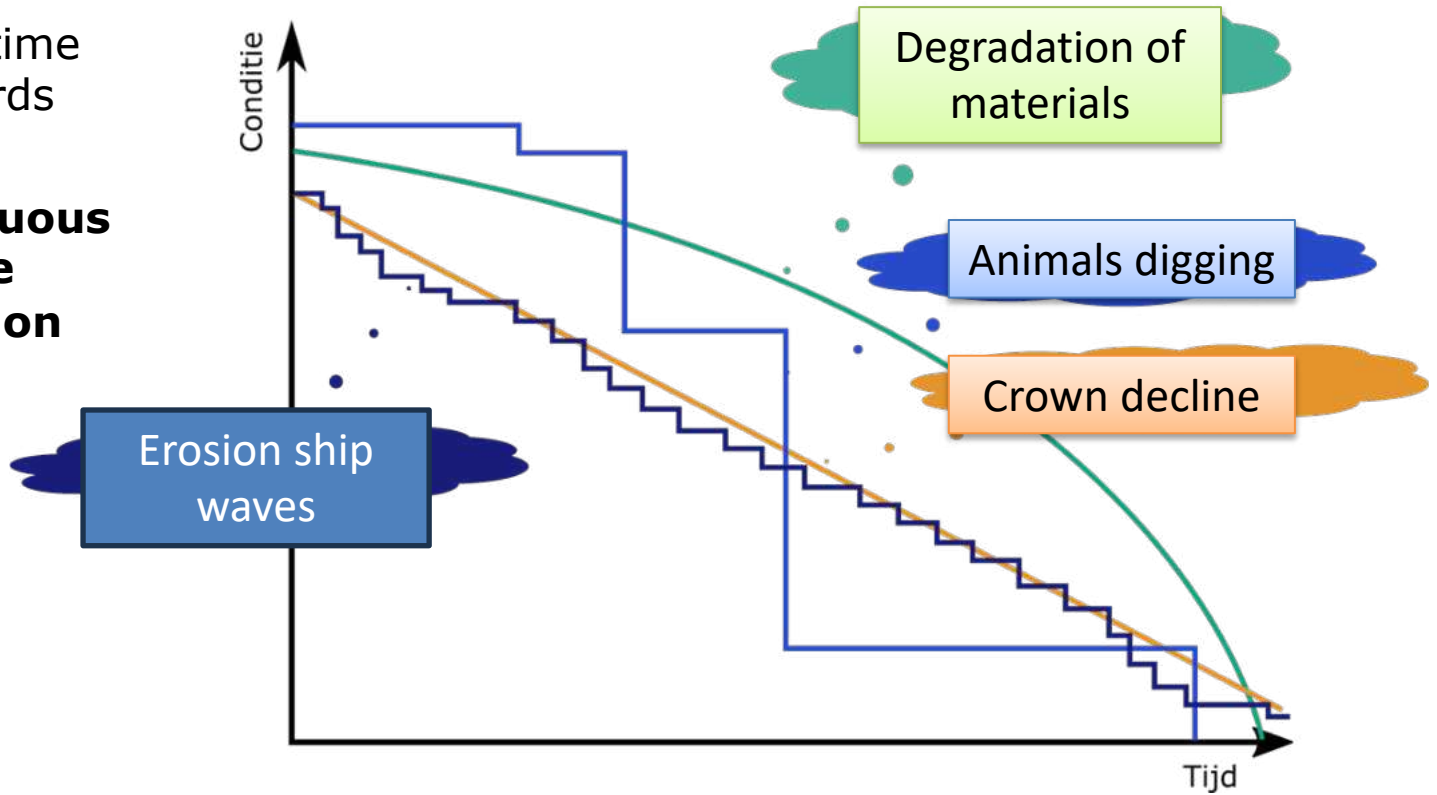 time
rds
uous
e
on
Conditie
Degradation of
materials
Animals digging
Crown decline
Erosion ship
waves
Tijd